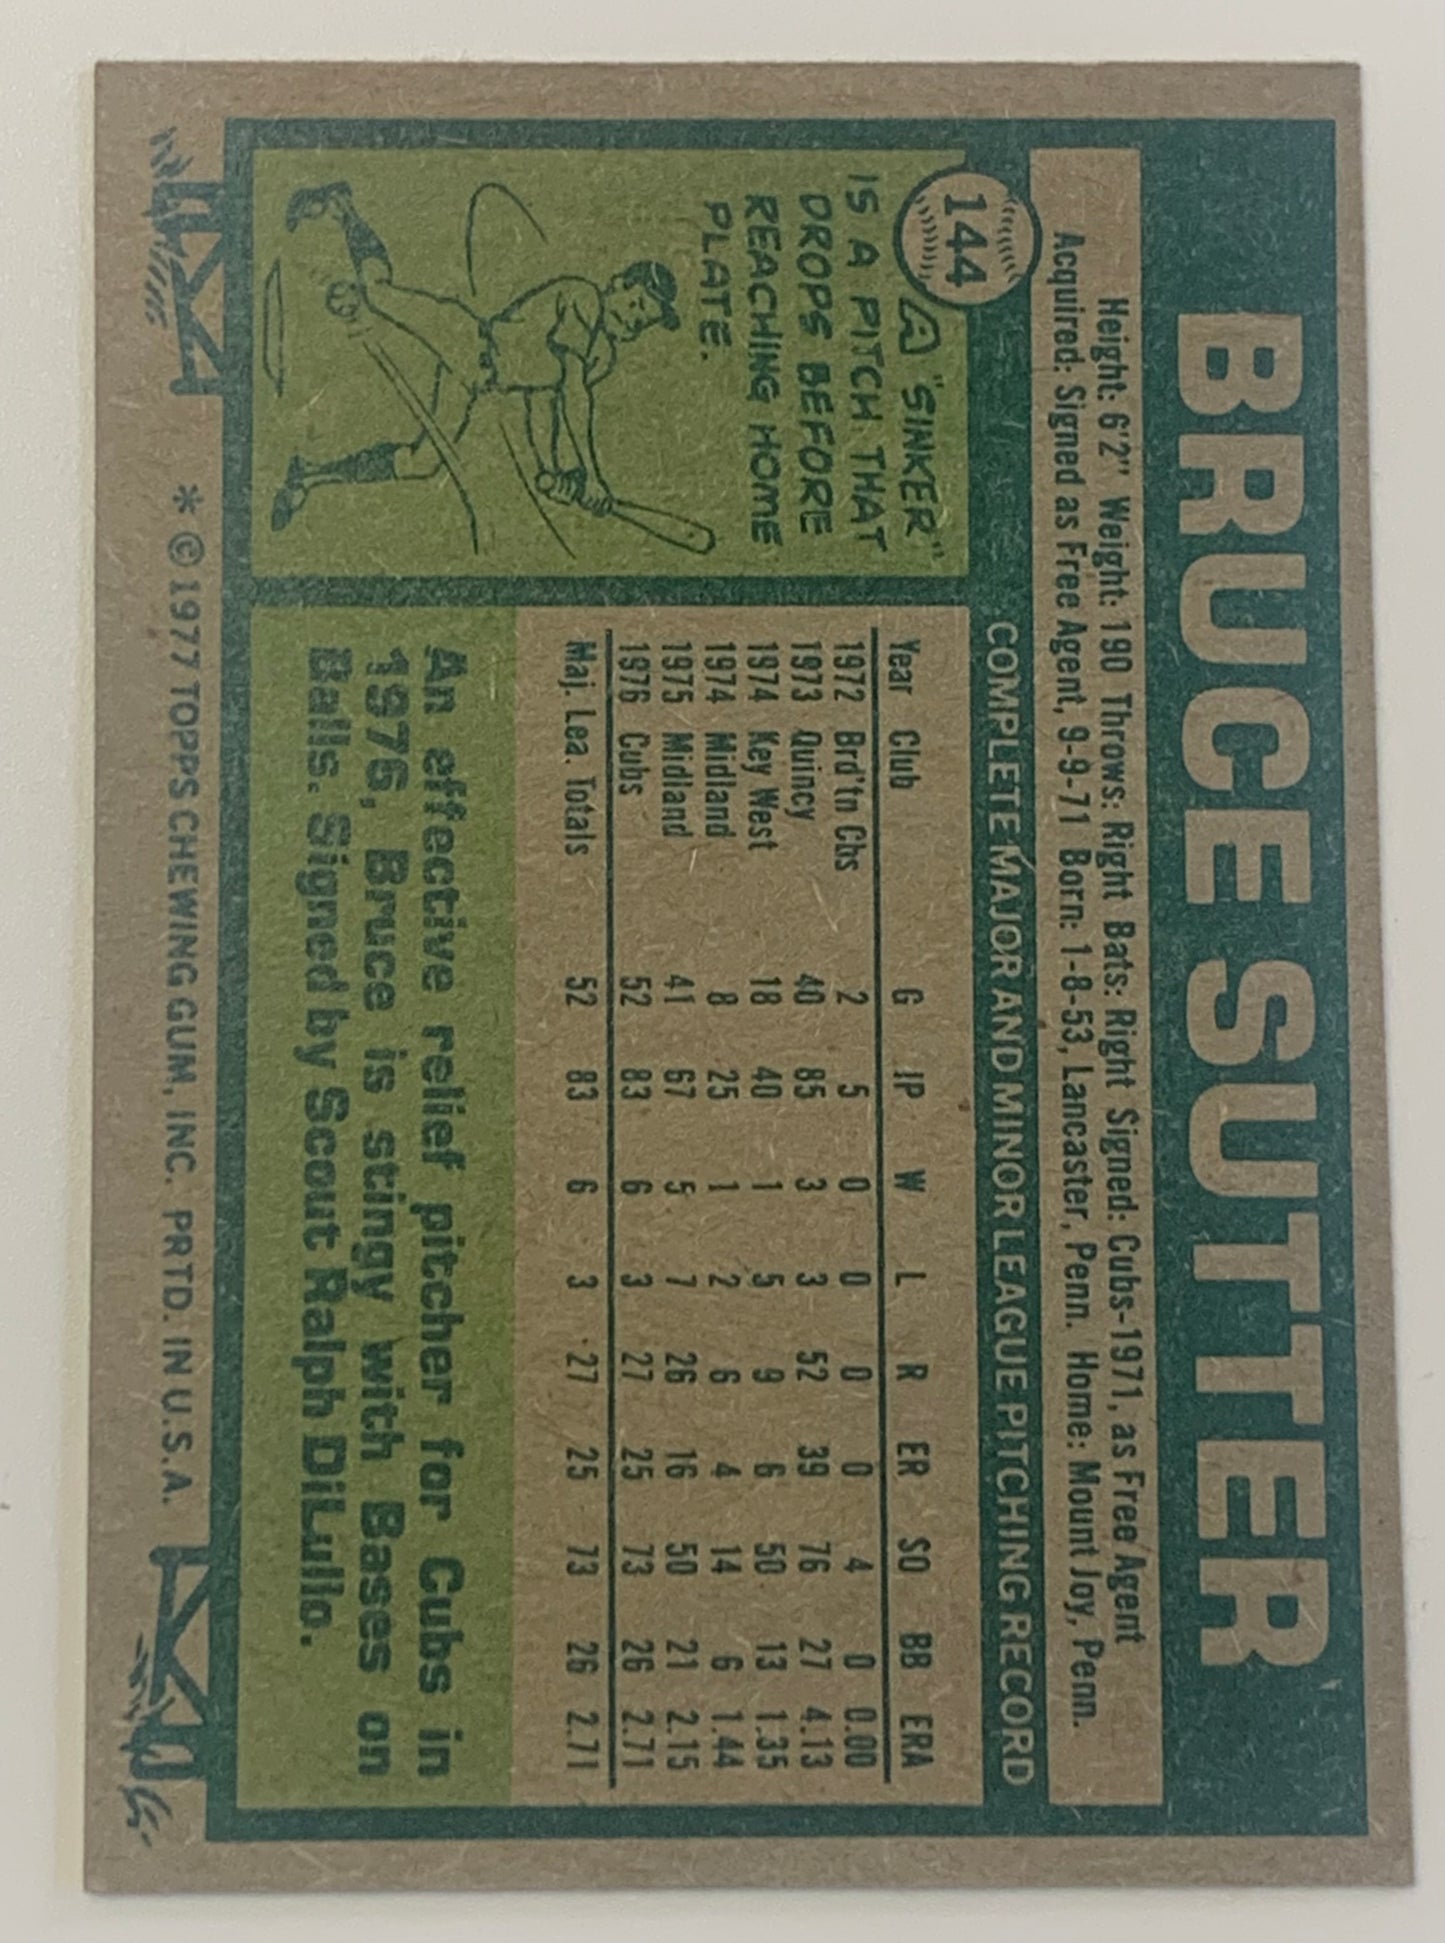 BRUCE SUTTER
144
Height: 6'2" Weight: 190 Throws: Right Bats: Right Signed: Cubs-1971, as Free Agent
Acquired: Signed as Free Agent, 9-9-71 Born: 1-8-53, Lancaster, Penn. Home: Mount Joy, Penn.
A "SINKER"
IS A PITCH THAT
DROPS BEFORE
REACHING HOME
PLATE.
COMPLETE MAJOR AND MINOR LEAGUE PITCHING RECORD
Year Club G IP W L R ER SO BB ERA
1972 Brd'tn Cbs 2 5 0 0 0 0 4 0 0.00
1973 Quincy 40 85 3 3 52 39 76 27 4.13
1974 Key West 18 40 1 5 9 6 50 13 1.35
1974 Midland 8 25 1 2 6 4 14 6 1.44
1975 Midland 41 67 5 7 26 16 50 21 2.15
1976 Cubs 52 83 6 3 27 25 73 26 2.71
Maj. Lea. Totals 52 83 6 3 27 25 73 26 2.71
An effective relief pitcher for Cubs in
1976, Bruce is stingy with Bases on
Balls. Signed by Scout Ralph DiLullo.
* © 1977 TOPPS CHEWING GUM, INC. PRTD. IN U.S.A.